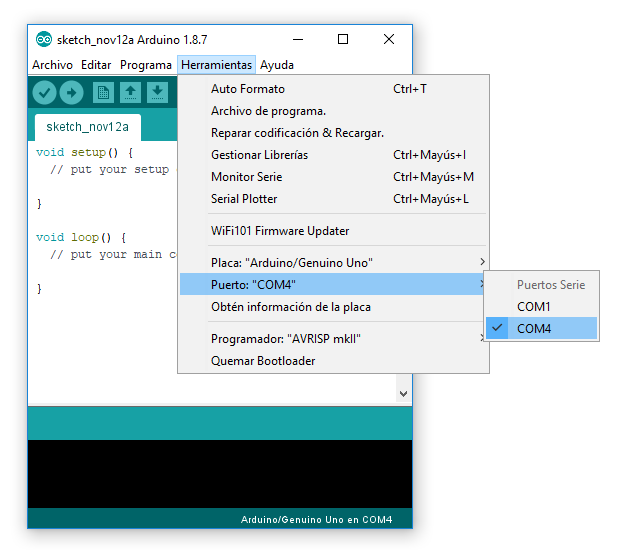 sketch_nov12a Arduino 1.8.7
Archivo Editar Programa Herramientas Ayuda
sketch_nov12a
void setup() {
// put your setup
}
void loop() {
// put your main co
}
Auto Formato Ctrl+T
Archivo de programa.
Reparar codificación & Recargar.
Gestionar Librerías Ctrl+Mayús+I
Monitor Serie Ctrl+Mayús+M
Serial Plotter Ctrl+Mayús+L
WiFi101 Firmware Updater
Placa: "Arduino/Genuino Uno"
Puerto: "COM4"
Obtén información de la placa
Programador: "AVRISP mkII"
Quemar Bootloader
Puertos Serie
COM1
COM4
Arduino/Genuino Uno en COM4